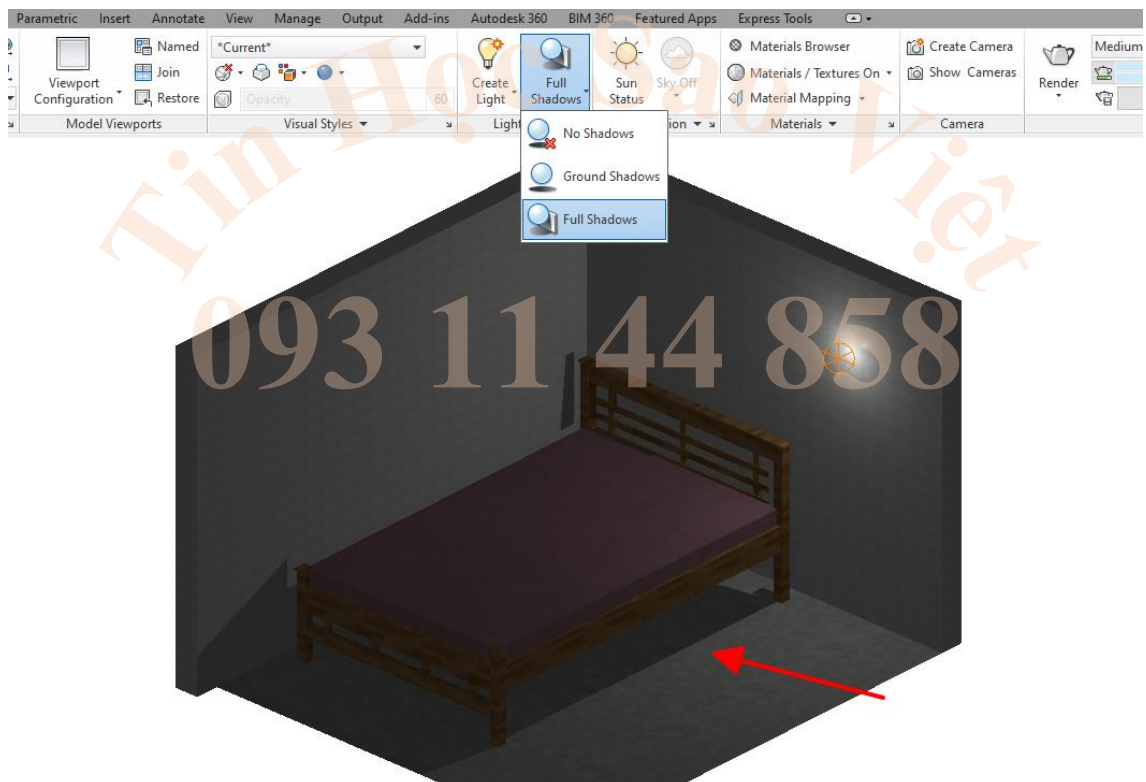 Parametric Insert Annotate View Manage Output Add-ins Autodesk 360 BIM 360 Featured Apps Express Tools
Named *Current* Materials Browser Create Camera Medium
Viewport Configuration Join Create Light Full Shadows Sun Status Sky Off Materials / Textures On Show Cameras Render
Restore Opacity 60 Material Mapping
Model Viewports Visual Styles Light Materials Camera
No Shadows
Ground Shadows
Full Shadows
Tin Học Sao Việt
093 11 44 858